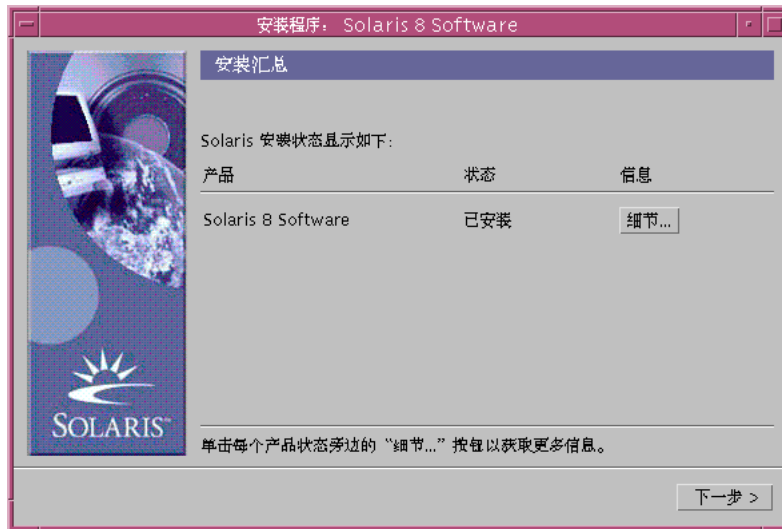 安装程序： Solaris 8 Software
安装汇总
Solaris 安装状态显示如下：
产品 状态 信息
Solaris 8 Software 已安装 细节...
SOLARIS™
单击每个产品状态旁边的“细节...”按钮以获取更多信息。
下一步 >